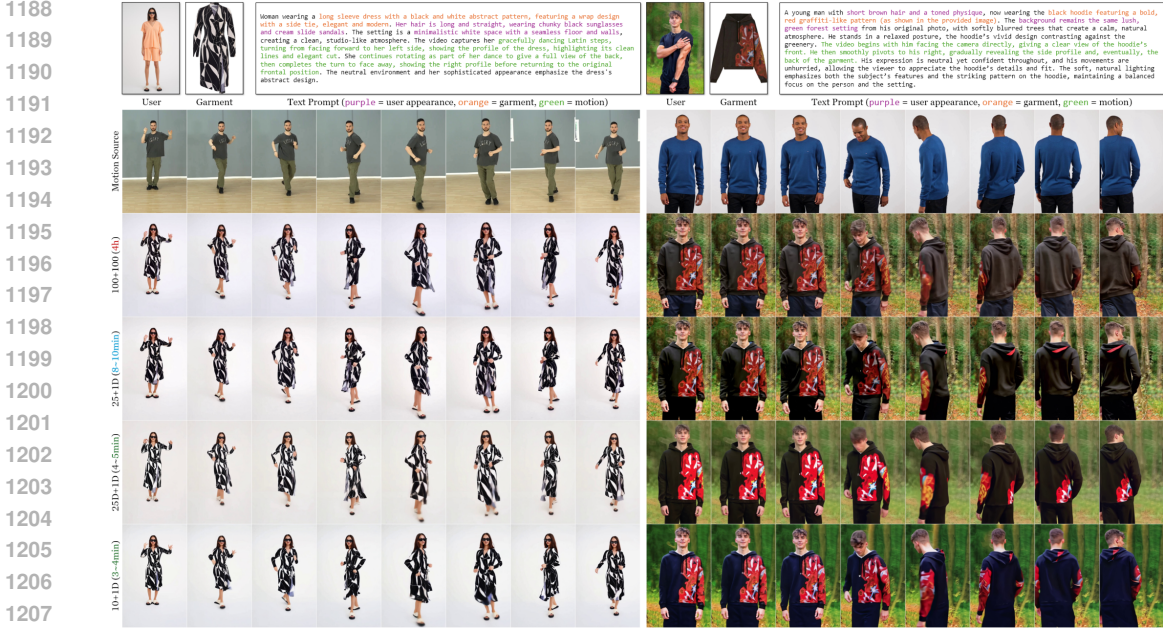 1188
1189
1190
1191
1192
1193
1194
1195
1196
1197
1198
1199
1200
1201
1202
1203
1204
1205
1206
1207
Woman wearing a long sleeve dress with a black and white abstract pattern, featuring a wrap design
with a side tie, elegant and modern. Her hair is long and straight, wearing chunky black sunglasses
and cream slide sandals. The setting is a minimalistic white space with a seamless floor and walls,
creating a clean, studio-like atmosphere. The video captures her gracefully dancing Latin steps,
turning from facing forward to her left side, showing the profile of the dress, highlighting its clean
lines and elegant cut. She continues rotating as part of her dance to give a full view of the back,
then completes the turn to face away, showing the right profile before returning to the original
frontal position. The neutral environment and her sophisticated appearance emphasize the dress's
abstract design.
User
Garment
Text Prompt (purple = user appearance, orange = garment, green = motion)
A young man with short brown hair and a toned physique, now wearing the black hoodie featuring a bold,
red graffiti-like pattern (as shown in the provided image). The background remains the same lush,
green forest setting from his original photo, with softly blurred trees that create a calm, natural
atmosphere. He stands in a relaxed posture, the hoodie's vivid design contrasting against the
greenery. The video begins with him facing the camera directly, giving a clear view of the hoodie's
front. He then smoothly pivots to his right, gradually revealing the side profile and, eventually, the
back of the garment. His expression is neutral yet confident throughout, and his movements are
unhurried, allowing the viewer to appreciate the hoodie's details and fit. The soft, natural lighting
emphasizes both the subject's features and the striking pattern on the hoodie, maintaining a balanced
focus on the person and the setting.
User
Garment
Text Prompt (purple = user appearance, orange = garment, green = motion)
Motion Source
100+100 (4h)
25+1D (8~10min)
25D+1D (4~5min)
10+1D (3~4min)